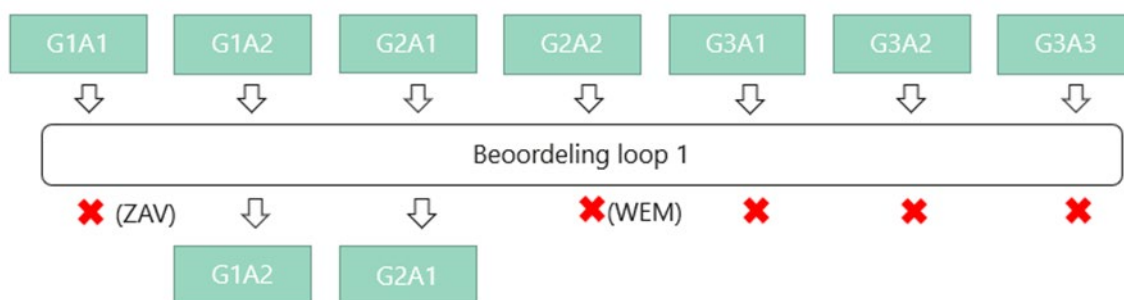 G1A1 G1A2 G2A1 G2A2 G3A1 G3A2 G3A3
Beoordeling loop 1
(ZAV) (WEM)
G1A2 G2A1